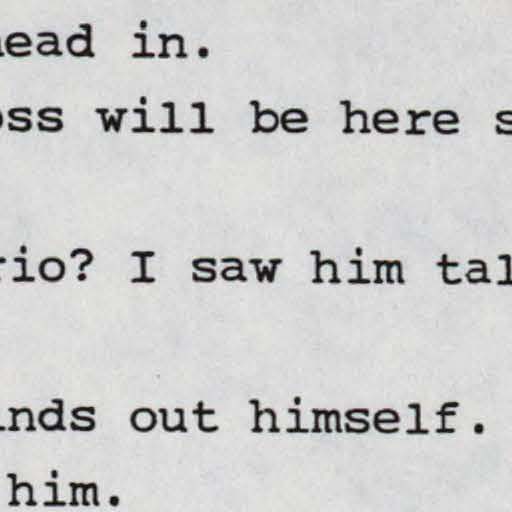 ead in.
oss will be here s
rio? I saw him tal
nds out himself.
him.